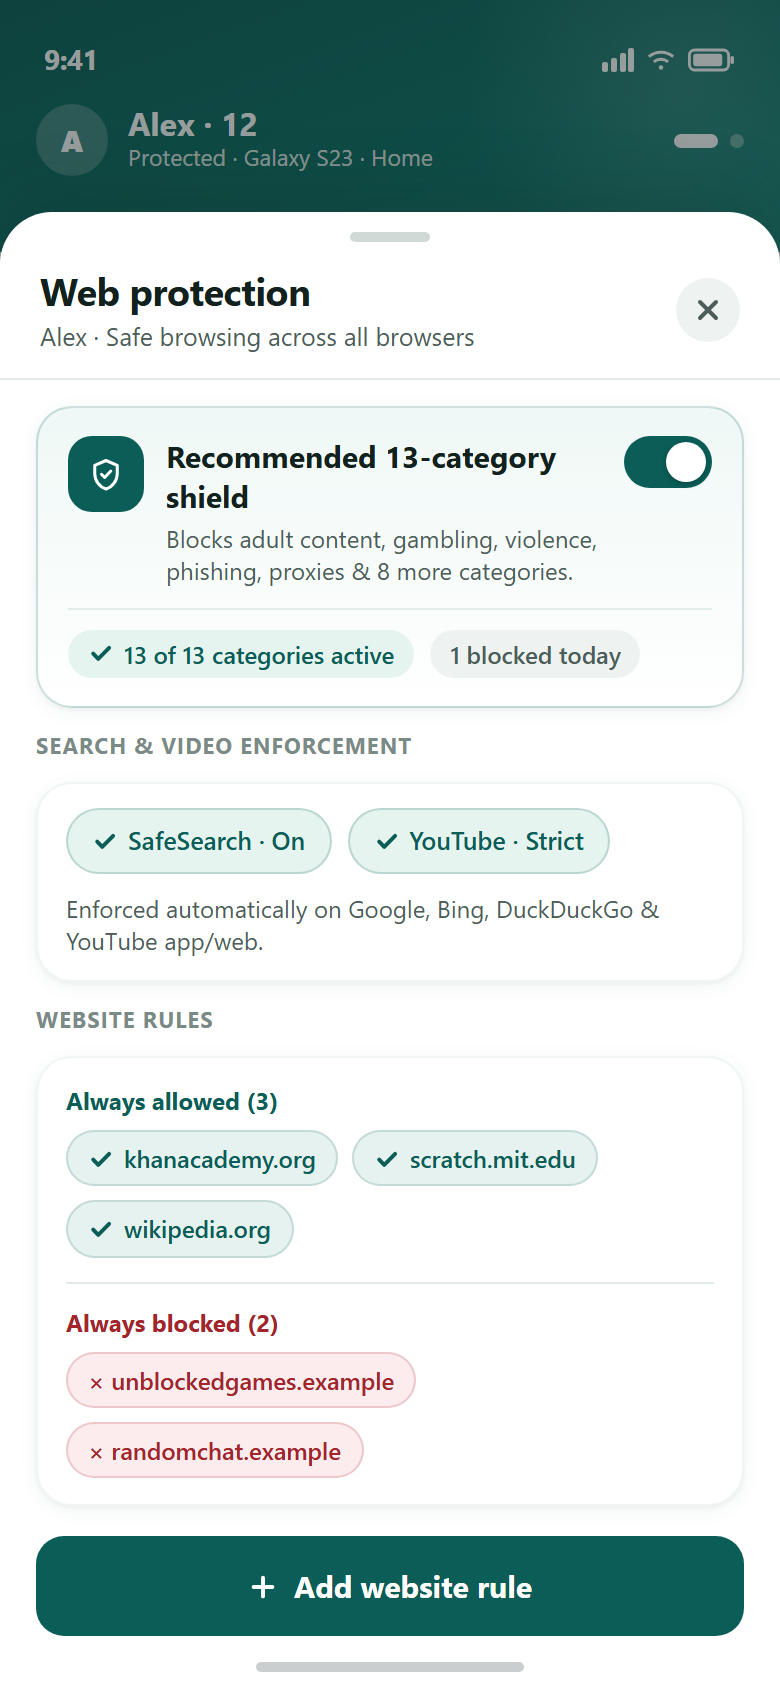 9:41
A
Alex · 12
Protected · Galaxy S23 · Home
Web protection
Alex · Safe browsing across all browsers
Recommended 13-category
shield
Blocks adult content, gambling, violence,
phishing, proxies & 8 more categories.
13 of 13 categories active
1 blocked today
SEARCH & VIDEO ENFORCEMENT
SafeSearch · On
YouTube · Strict
Enforced automatically on Google, Bing, DuckDuckGo &
YouTube app/web.
WEBSITE RULES
Always allowed (3)
khanacademy.org
scratch.mit.edu
wikipedia.org
Always blocked (2)
× unblockedgames.example
× randomchat.example
+ Add website rule